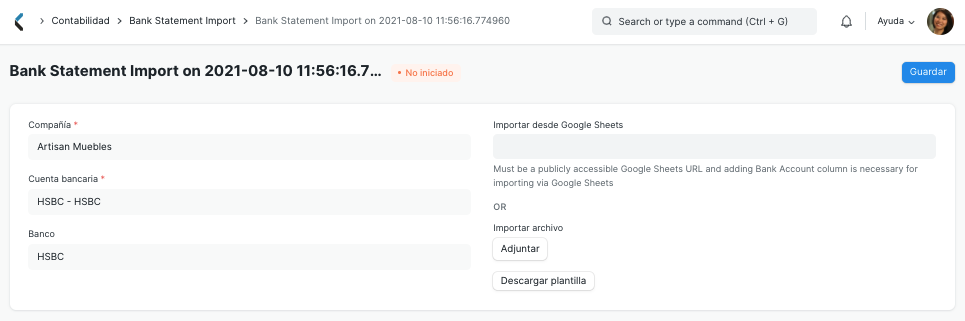 Contabilidad
Bank Statement Import
Bank Statement Import on 2021-08-10 11:56:16.774960
Search or type a command (Ctrl + G)
Ayuda
Bank Statement Import on 2021-08-10 11:56:16.7...
No iniciado
Guardar
Compañía *
Artisan Muebles
Cuenta bancaria *
HSBC - HSBC
Banco
HSBC
Importar desde Google Sheets
Must be a publicly accessible Google Sheets URL and adding Bank Account column is necessary for
importing via Google Sheets
OR
Importar archivo
Adjuntar
Descargar plantilla